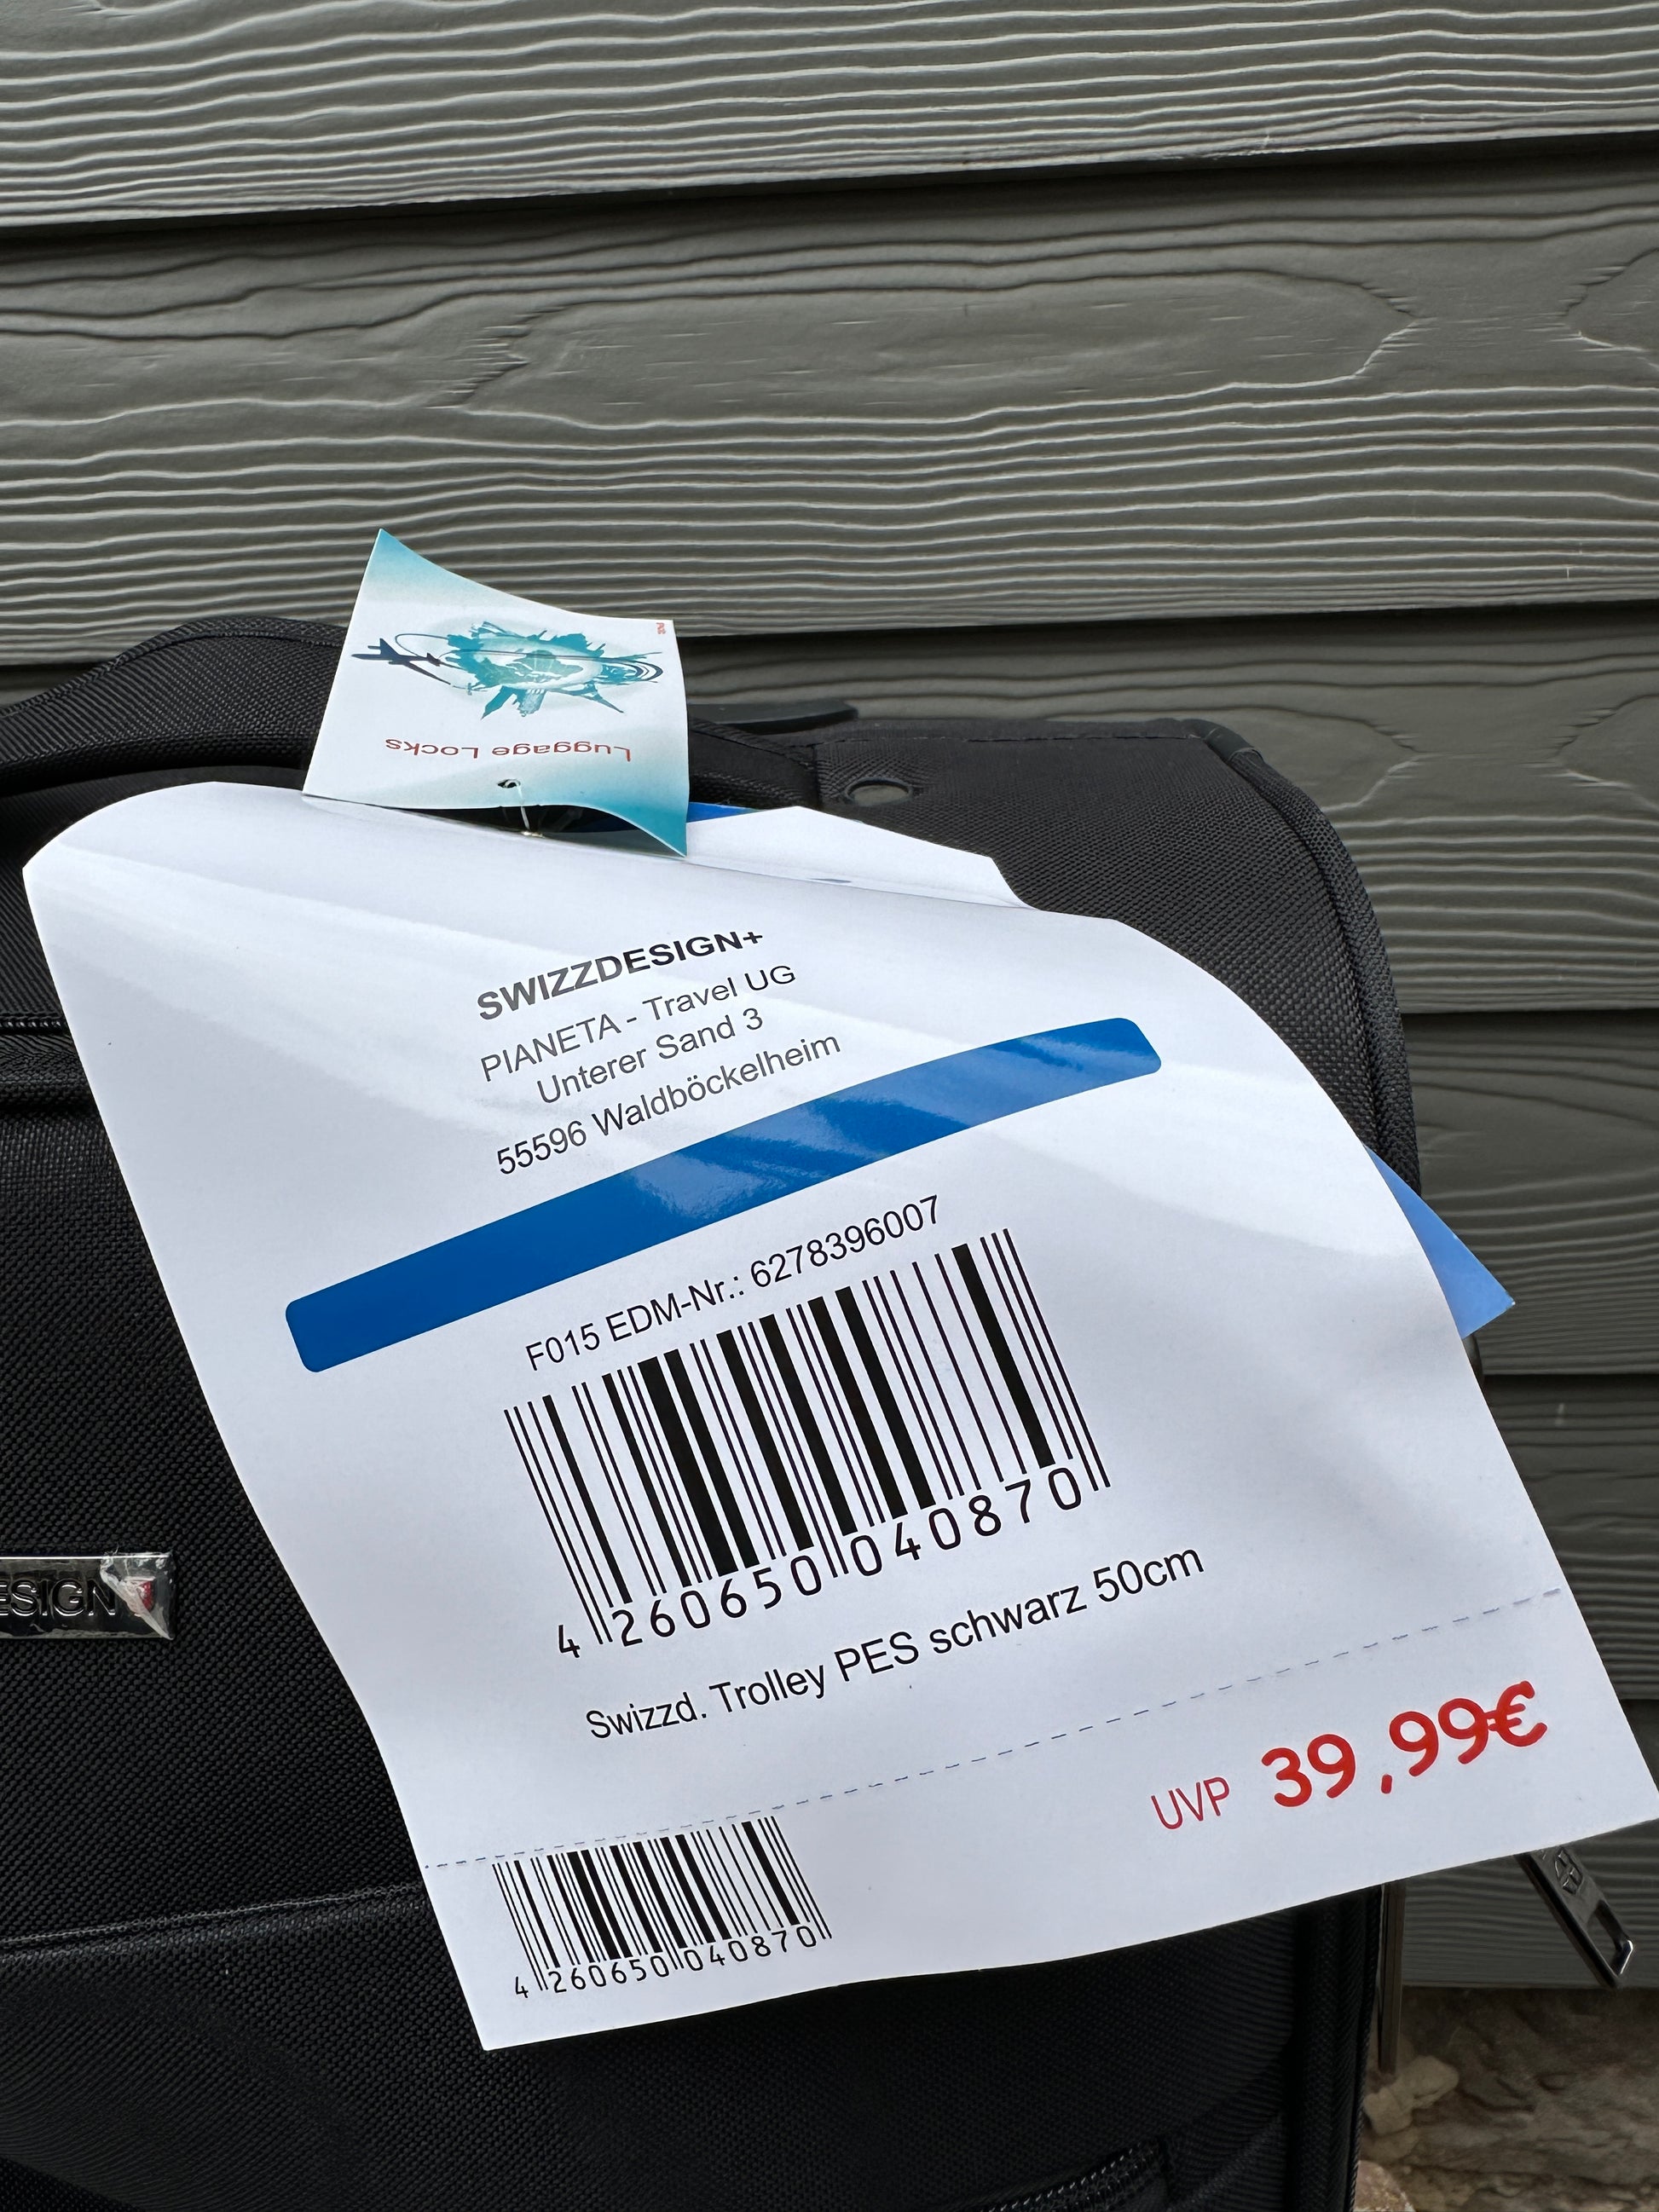 Luggage Locks
SWIZZDESIGN+
PIANETA - Travel UG
Unterer Sand 3
55596 Waldböckelheim
F015 EDM-Nr.: 6278396007
4 260650 040870
Swizzd. Trolley PES schwarz 50cm
UVP 39,99€
4 260650 040870
ESIGN